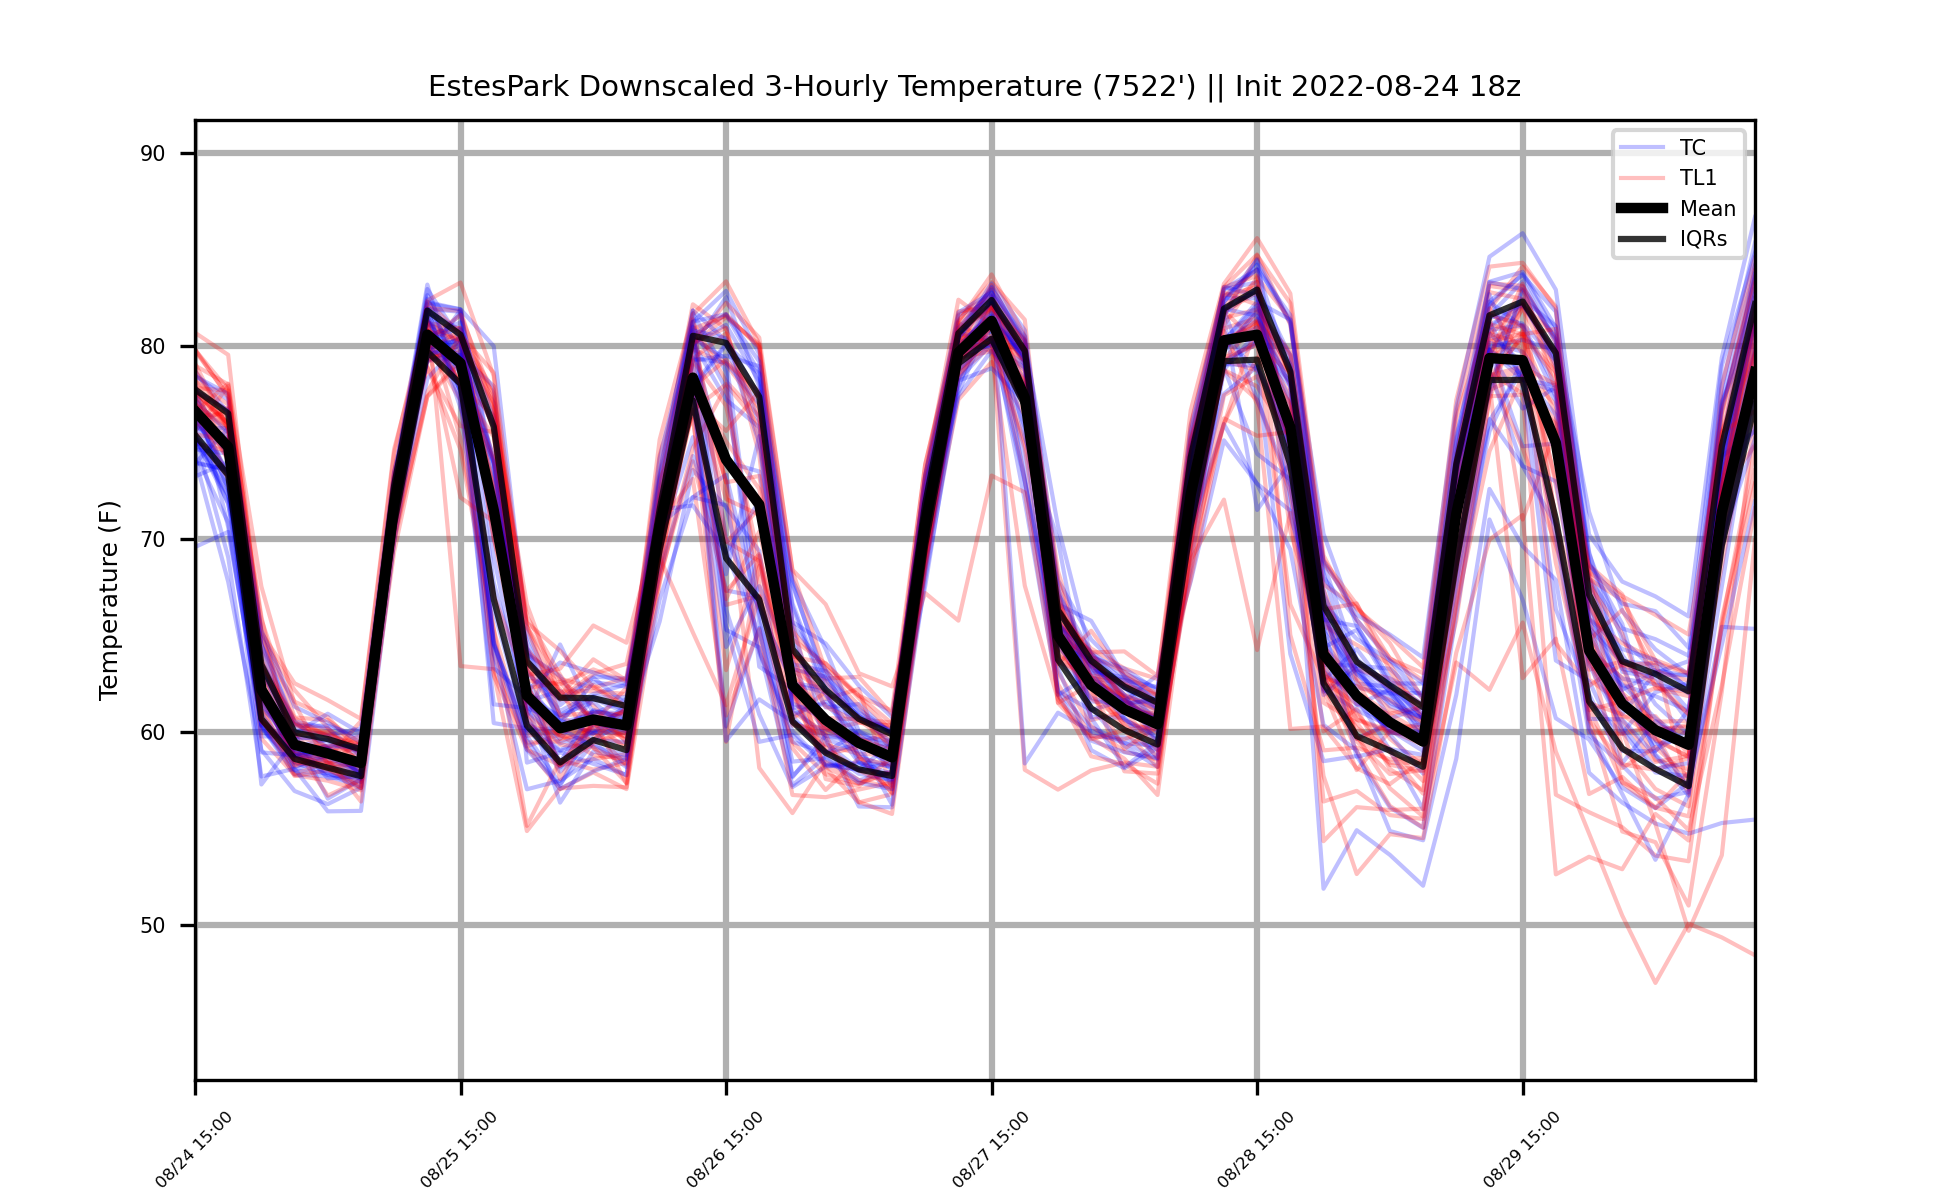 EstesPark Downscaled 3-Hourly Temperature (7522') || Init 2022-08-24 18z
TC
TL1
Mean
IQRs
Temperature (F)
90
80
70
60
50
08/24 15:00
08/25 15:00
08/26 15:00
08/27 15:00
08/28 15:00
08/29 15:00